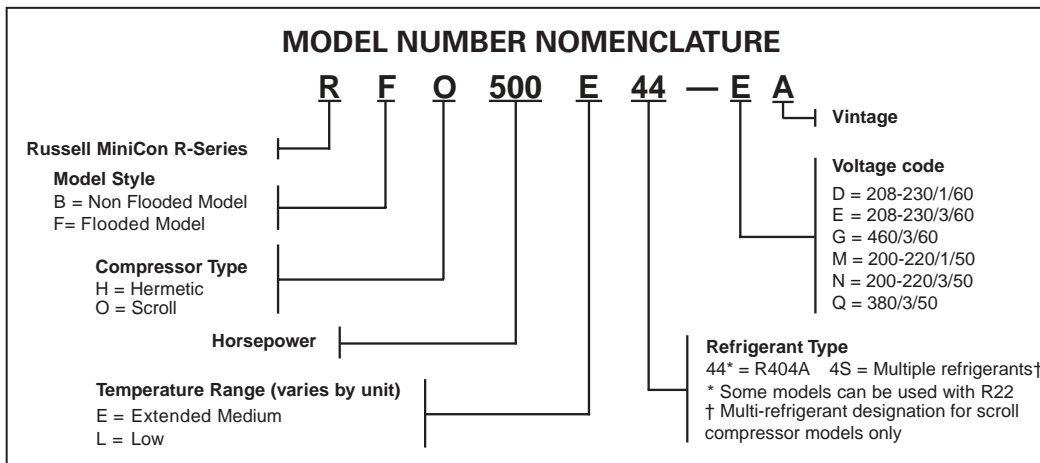 MODEL NUMBER NOMENCLATURE
R F O 500 E 44 — E A
Vintage
Russell MiniCon R-Series
Model Style
B = Non Flooded Model
F= Flooded Model
Compressor Type
H = Hermetic
O = Scroll
Horsepower
Temperature Range (varies by unit)
E = Extended Medium
L = Low
Voltage code
D = 208-230/1/60
E = 208-230/3/60
G = 460/3/60
M = 200-220/1/50
N = 200-220/3/50
Q = 380/3/50
Refrigerant Type
44* = R404A 4S = Multiple refrigerants†
* Some models can be used with R22
† Multi-refrigerant designation for scroll
compressor models only